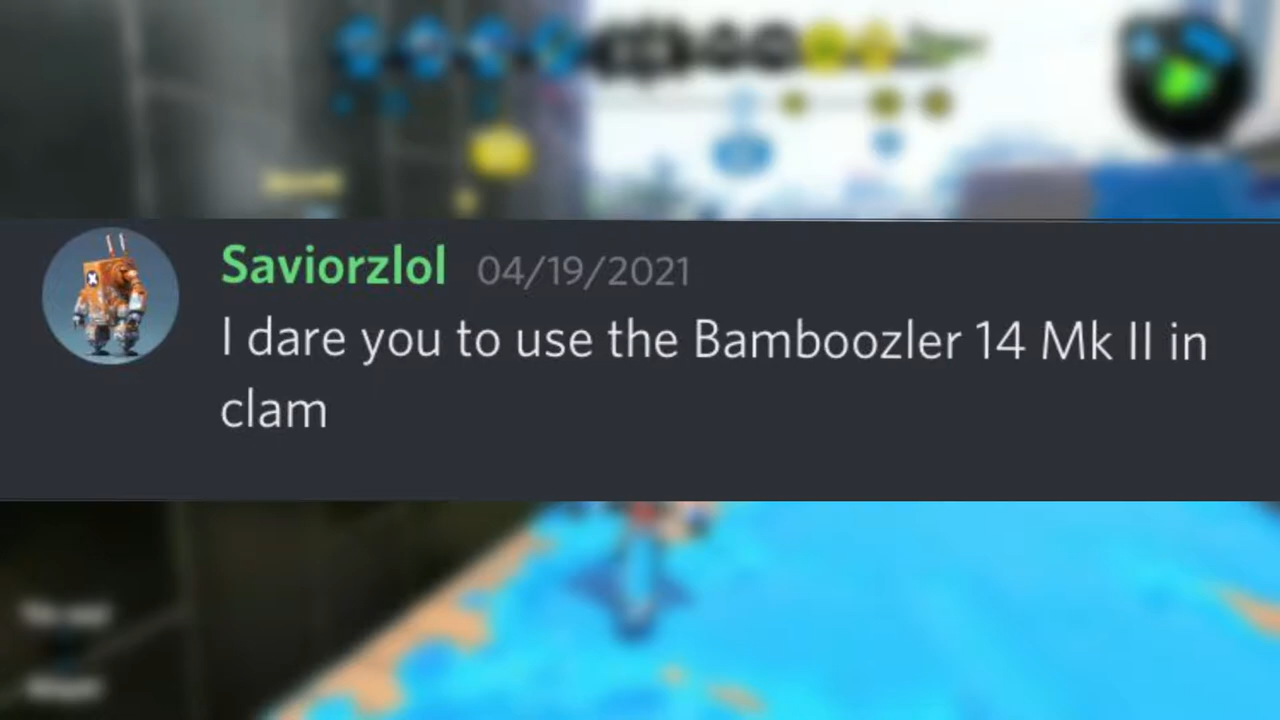 Saviorzlol 04/19/2021
I dare you to use the Bamboozler 14 Mk II in
clam